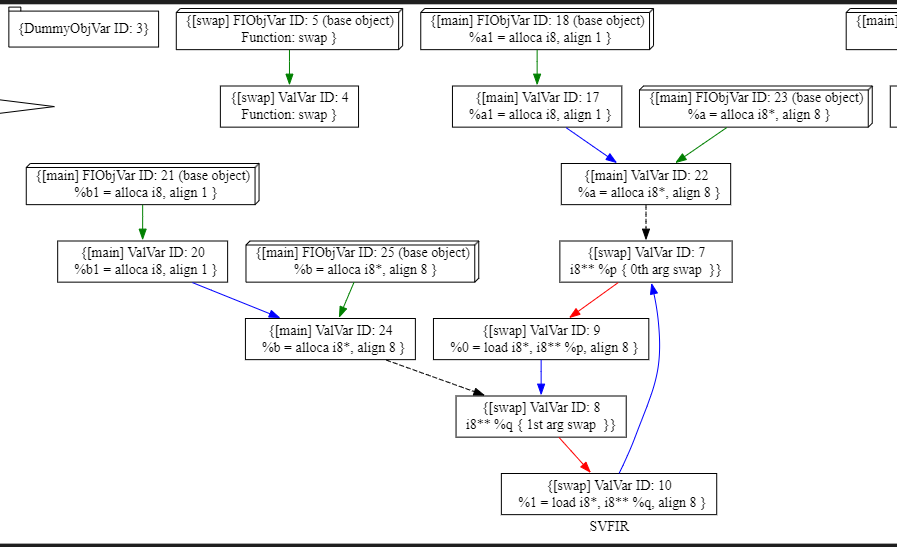 {DummyObjVar ID: 3}
{[swap] FIObjVar ID: 5 (base object)
Function: swap }
{[main] FIObjVar ID: 18 (base object)
%a1 = alloca i8, align 1 }
{[main]
{[swap] ValVar ID: 4
Function: swap }
{[main] ValVar ID: 17
%a1 = alloca i8, align 1 }
{[main] FIObjVar ID: 23 (base object)
%a = alloca i8*, align 8 }
{[main] FIObjVar ID: 21 (base object)
%b1 = alloca i8, align 1 }
{[main] ValVar ID: 22
%a = alloca i8*, align 8 }
{[main] ValVar ID: 20
%b1 = alloca i8, align 1 }
{[main] FIObjVar ID: 25 (base object)
%b = alloca i8*, align 8 }
{[swap] ValVar ID: 7
i8** %p { 0th arg swap  }}
{[main] ValVar ID: 24
%b = alloca i8*, align 8 }
{[swap] ValVar ID: 9
%0 = load i8*, i8** %p, align 8 }
{[swap] ValVar ID: 8
i8** %q { 1st arg swap  }}
{[swap] ValVar ID: 10
%1 = load i8*, i8** %q, align 8 }
SVFIR